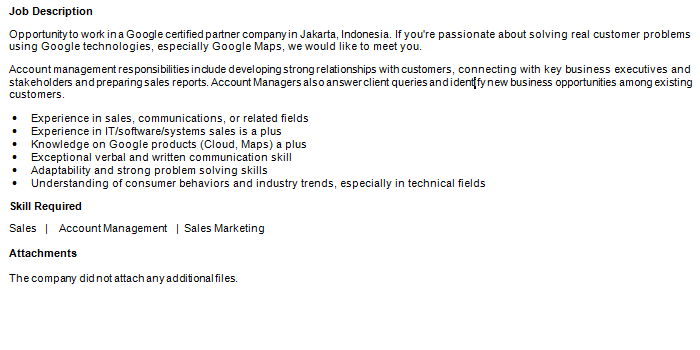 Job Description
Opportunity to work in a Google certified partner company in Jakarta, Indonesia. If you're passionate about solving real customer problems
using Google technologies, especially Google Maps, we would like to meet you.
Account management responsibilities include developing strong relationships with customers, connecting with key business executives and
stakeholders and preparing sales reports. Account Managers also answer client queries and identify new business opportunities among existing
customers.
• Experience in sales, communications, or related fields
• Experience in IT/software/systems sales is a plus
• Knowledge on Google products (Cloud, Maps) a plus
• Exceptional verbal and written communication skill
• Adaptability and strong problem solving skills
• Understanding of consumer behaviors and industry trends, especially in technical fields
Skill Required
Sales | Account Management | Sales Marketing
Attachments
The company did not attach any additional files.